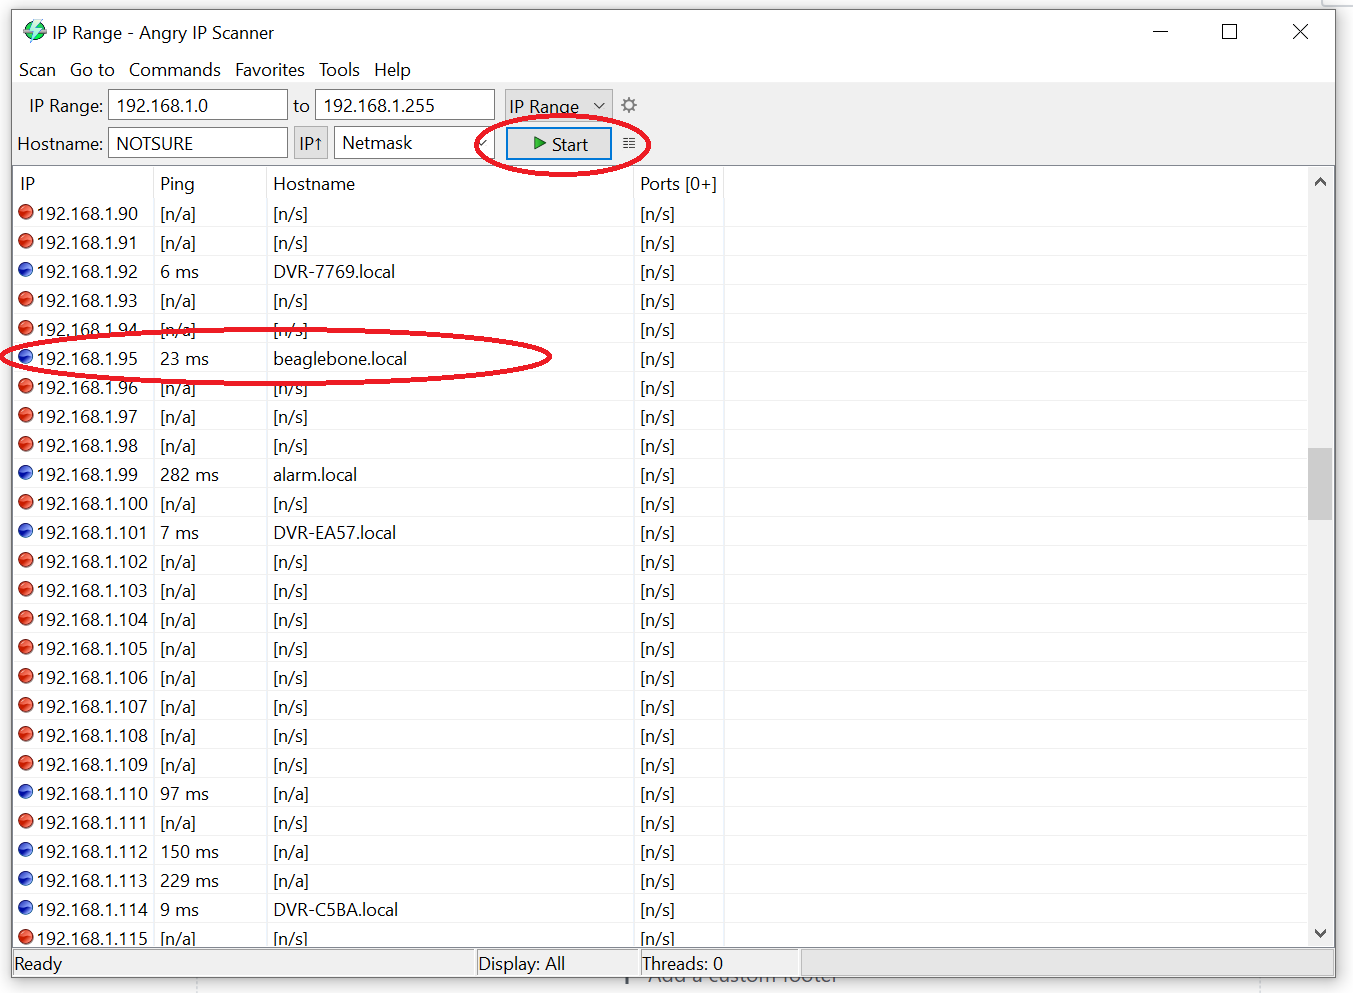 IP Range - Angry IP Scanner
Scan Go to Commands Favorites Tools Help
IP Range: 192.168.1.0 to 192.168.1.255 IP Range
Hostname: NOTSURE IP↑ Netmask Start
IP Ping Hostname Ports [0+]
192.168.1.90 [n/a] [n/s] [n/s]
192.168.1.91 [n/a] [n/s] [n/s]
192.168.1.92 6 ms DVR-7769.local [n/s]
192.168.1.93 [n/a] [n/s] [n/s]
192.168.1.94 [n/a] [n/s] [n/s]
192.168.1.95 23 ms beaglebone.local [n/s]
192.168.1.96 [n/a] [n/s] [n/s]
192.168.1.97 [n/a] [n/s] [n/s]
192.168.1.98 [n/a] [n/s] [n/s]
192.168.1.99 282 ms alarm.local [n/s]
192.168.1.100 [n/a] [n/s] [n/s]
192.168.1.101 7 ms DVR-EA57.local [n/s]
192.168.1.102 [n/a] [n/s] [n/s]
192.168.1.103 [n/a] [n/s] [n/s]
192.168.1.104 [n/a] [n/s] [n/s]
192.168.1.105 [n/a] [n/s] [n/s]
192.168.1.106 [n/a] [n/s] [n/s]
192.168.1.107 [n/a] [n/s] [n/s]
192.168.1.108 [n/a] [n/s] [n/s]
192.168.1.109 [n/a] [n/s] [n/s]
192.168.1.110 97 ms [n/a] [n/s]
192.168.1.111 [n/a] [n/s] [n/s]
192.168.1.112 150 ms [n/a] [n/s]
192.168.1.113 229 ms [n/a] [n/s]
192.168.1.114 9 ms DVR-C5BA.local [n/s]
192.168.1.115 [n/a] [n/s] [n/s]
Ready Display: All Threads: 0
Add a custom footer